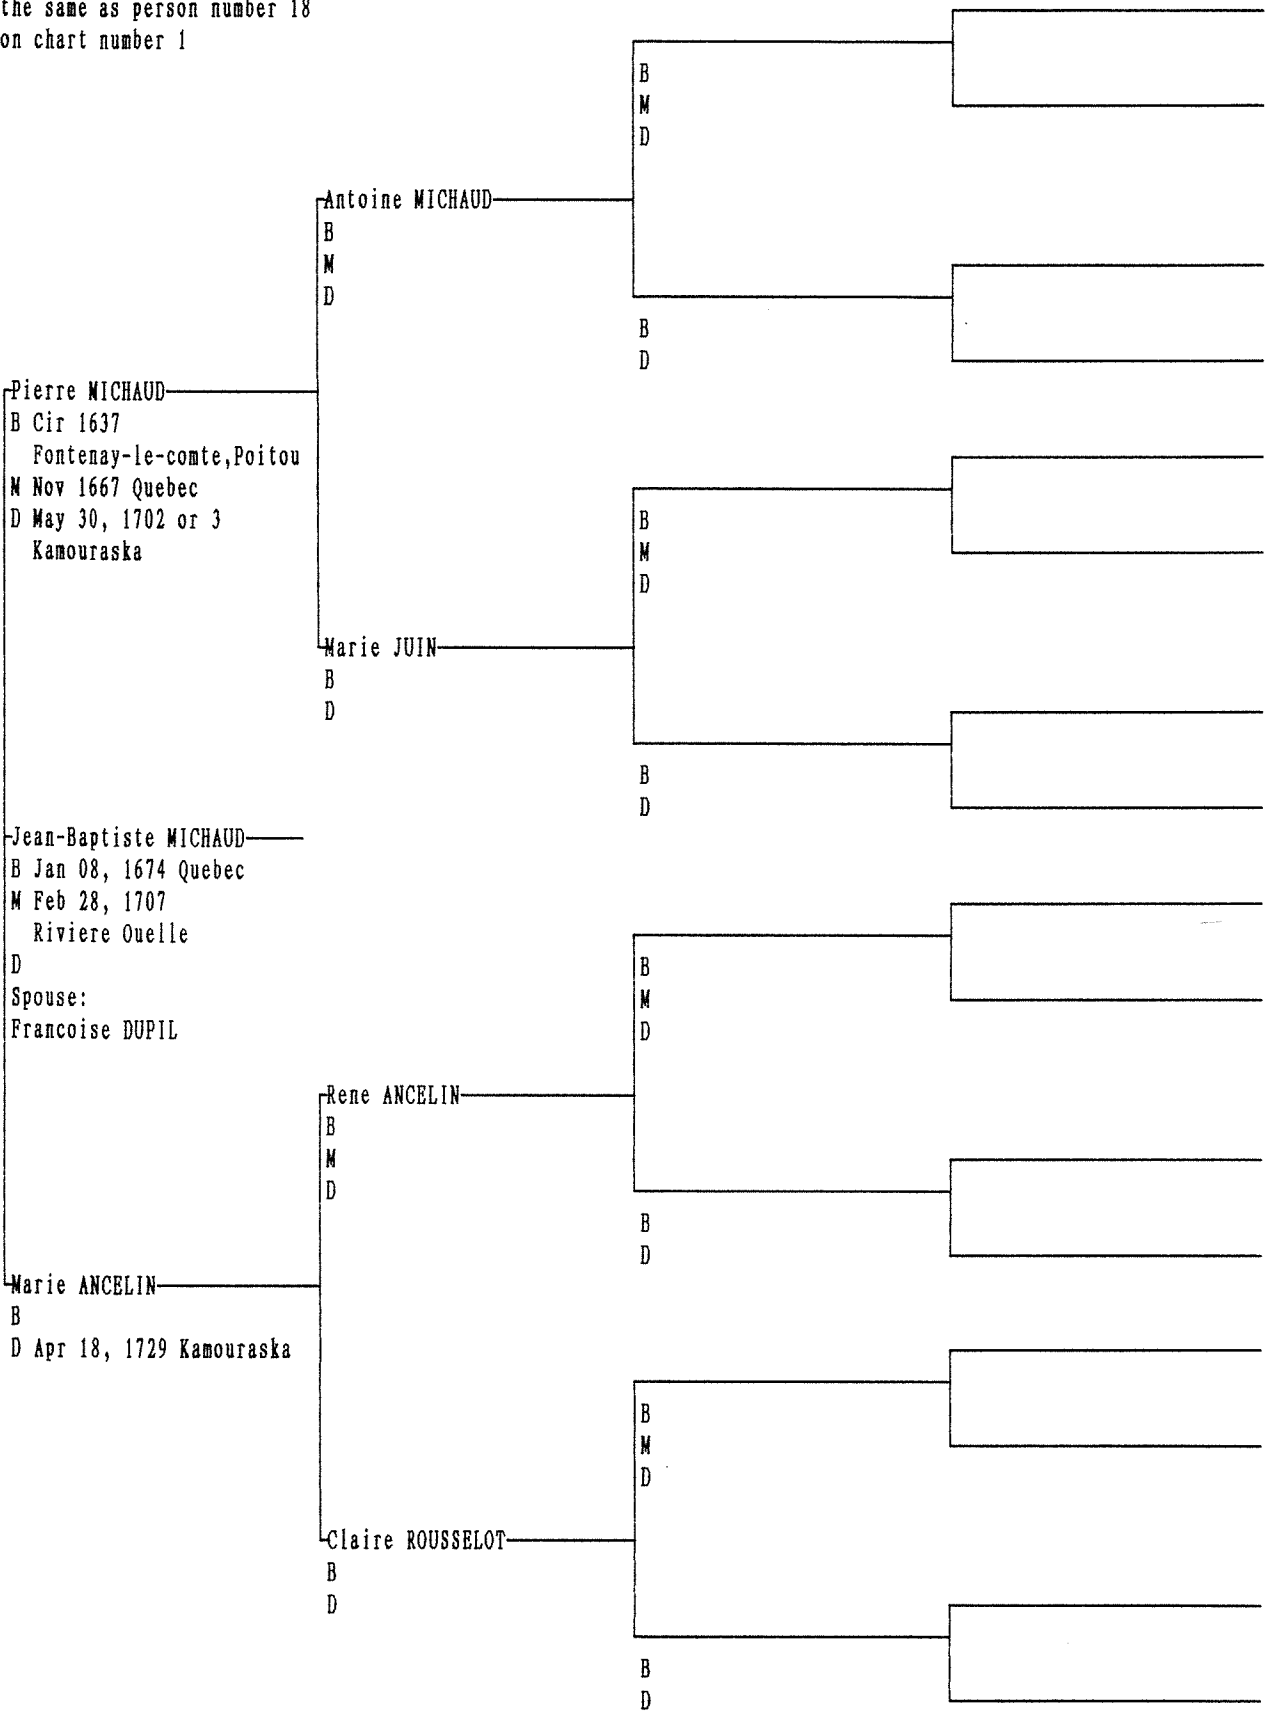 the same as person number 18
on chart number 1
B
M
D
Antoine MICHAUD
B
M
D
B
D
Pierre MICHAUD
B Cir 1637
Fontenay-le-comte,Poitou
M Nov 1667 Quebec
D May 30, 1702 or 3
Kamouraska
B
M
D
Marie JUIN
B
D
B
D
Jean-Baptiste MICHAUD
B Jan 08, 1674 Quebec
M Feb 28, 1707
Riviere Ouelle
D
Spouse:
Francoise DUPIL
B
M
D
Rene ANCELIN
B
M
D
B
D
Marie ANCELIN
B
D Apr 18, 1729 Kamouraska
B
M
D
Claire ROUSSELOT
B
D
B
D